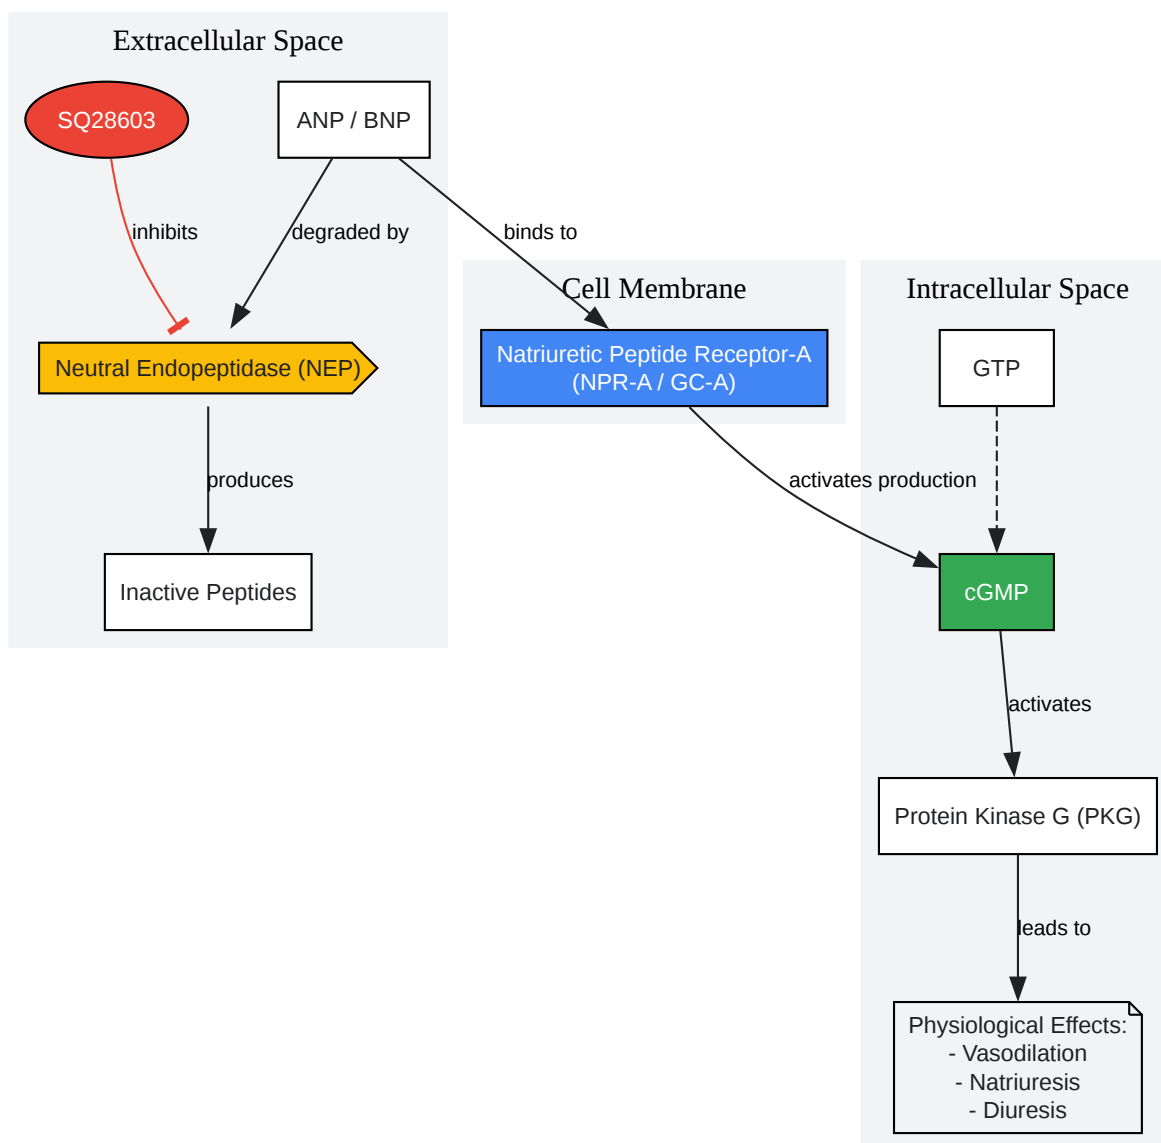 Extracellular Space
SQ28603
ANP / BNP
inhibits
degraded by
binds to
Cell Membrane
Intracellular Space
Neutral Endopeptidase (NEP)
Natriuretic Peptide Receptor-A
(NPR-A / GC-A)
GTP
produces
activates production
Inactive Peptides
cGMP
activates
Protein Kinase G (PKG)
leads to
Physiological Effects:
- Vasodilation
- Natriuresis
- Diuresis